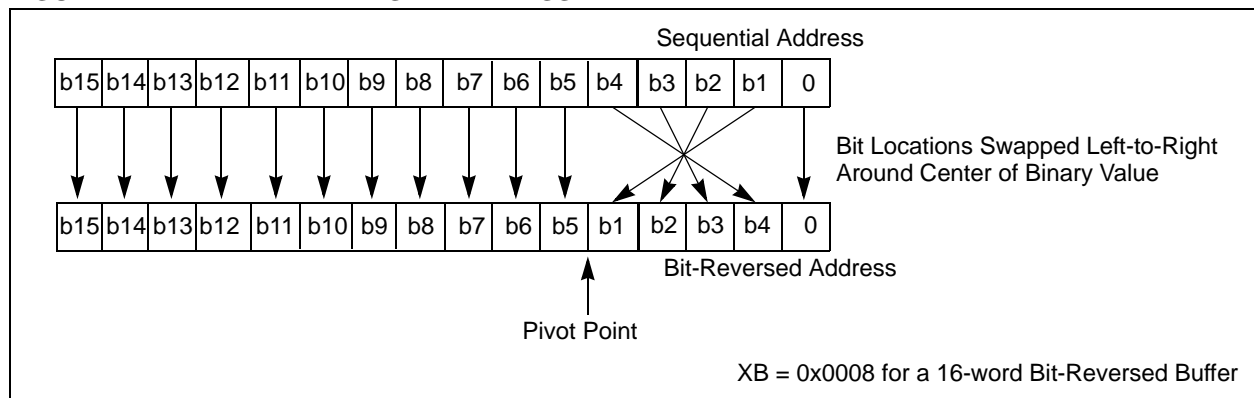 Sequential Address
b15 b14 b13 b12 b11 b10 b9 b8 b7 b6 b5 b4 b3 b2 b1 0
Bit Locations Swapped Left-to-Right
Around Center of Binary Value
b15 b14 b13 b12 b11 b10 b9 b8 b7 b6 b5 b1 b2 b3 b4 0
Bit-Reversed Address
Pivot Point
XB = 0x0008 for a 16-word Bit-Reversed Buffer